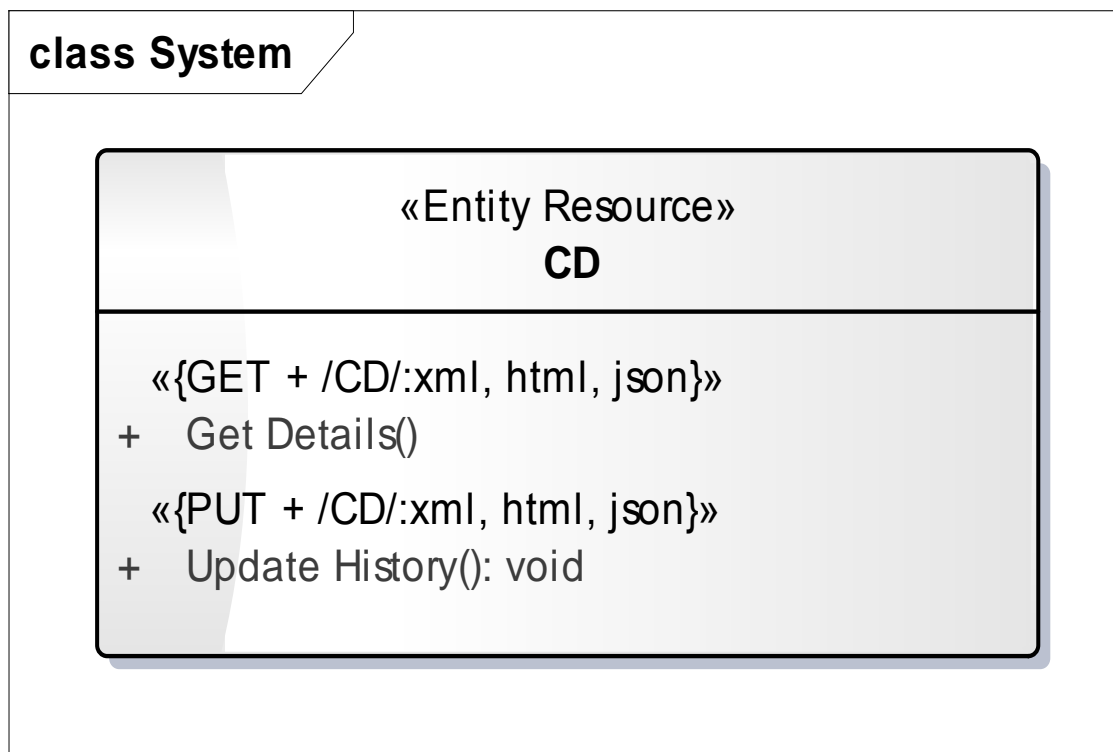 class System
«Entity Resource»
CD
«{GET + /CD/:xml, html, json}»
+ Get Details()
«{PUT + /CD/:xml, html, json}»
+ Update History(): void